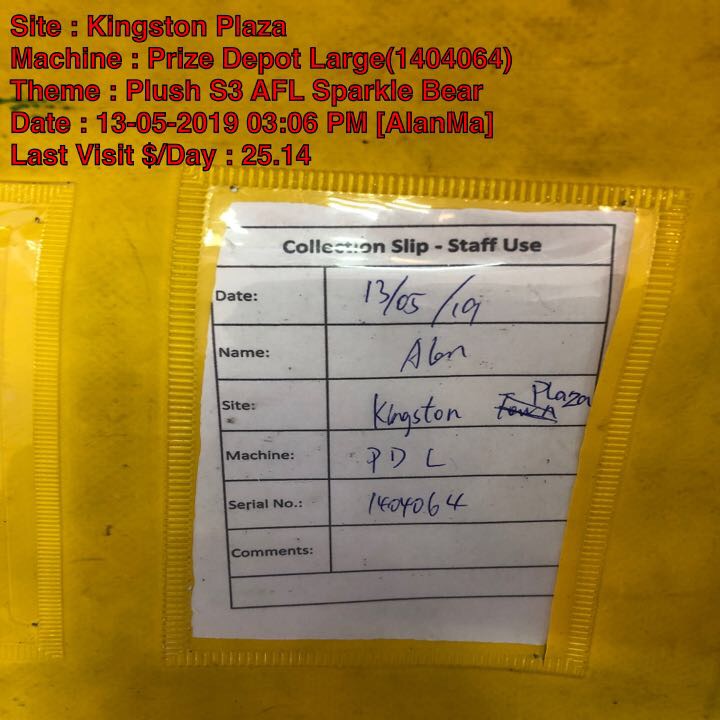 Site : Kingston Plaza
Machine : Prize Depot Large(1404064)
Theme : Plush S3 AFL Sparkle Bear
Date : 13-05-2019 03:06 PM [AlanMa]
Last Visit $/Day : 25.14
Collection Slip - Staff Use
Date: 13/05/19
Name: Alan
Site: Kingston Town Plaza
Machine: P D L
Serial No.: 1404064
Comments: